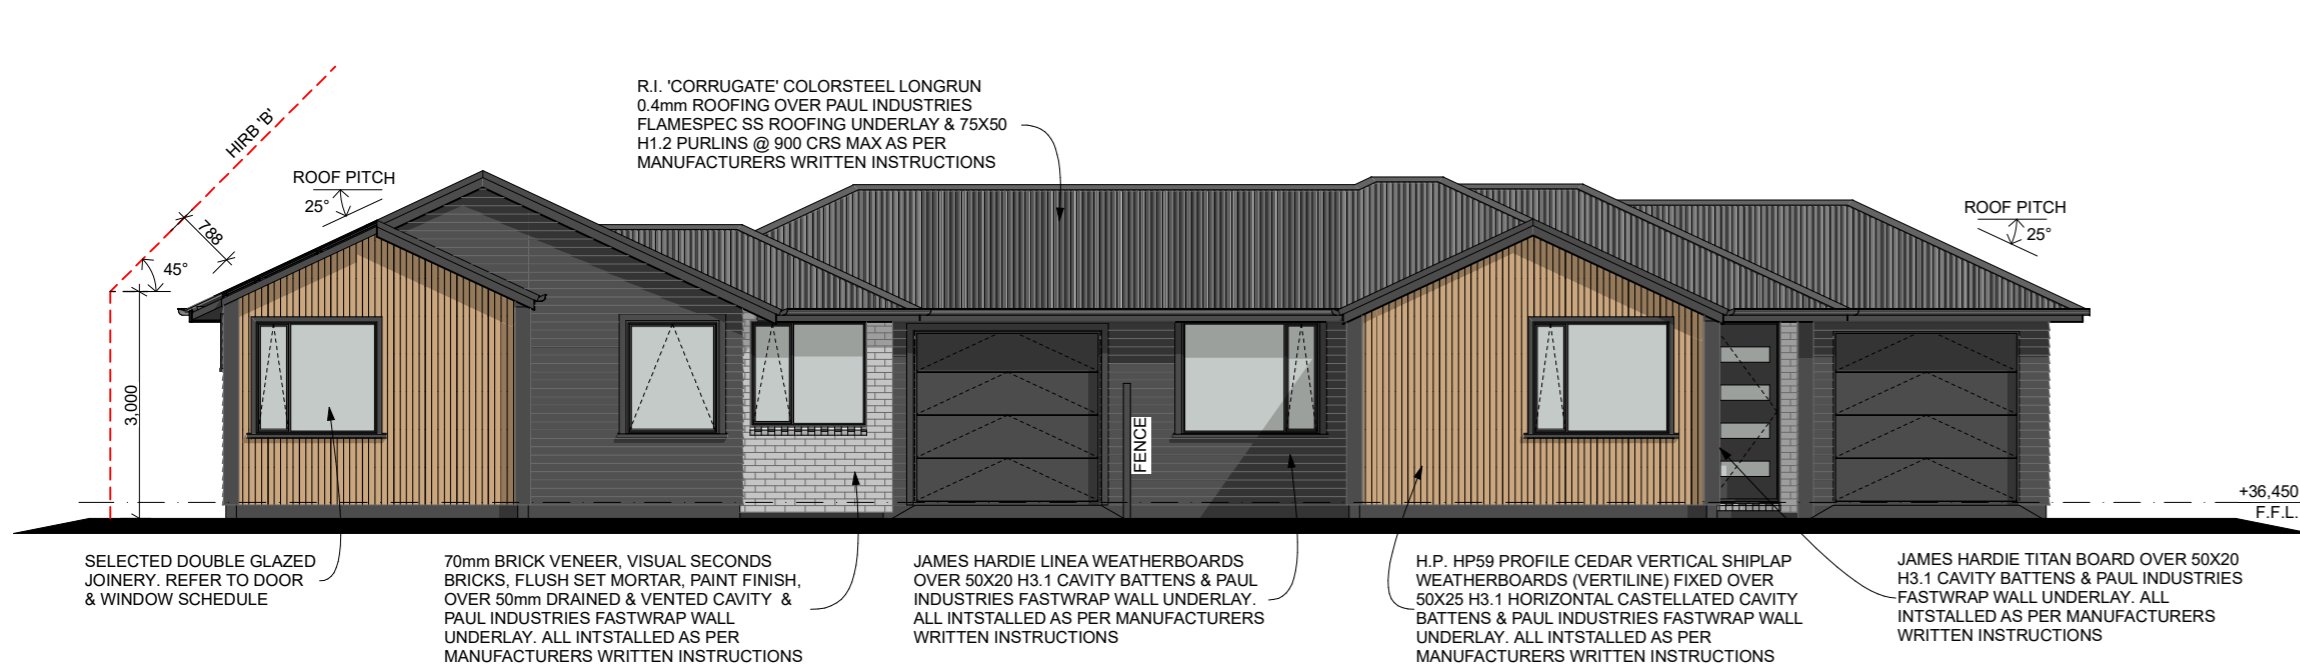 R.I. 'CORRUGATE' COLORSTEEL LONGRUN
0.4mm ROOFING OVER PAUL INDUSTRIES
FLAMESPEC SS ROOFING UNDERLAY & 75X50
H1.2 PURLINS @ 900 CRS MAX AS PER
MANUFACTURERS WRITTEN INSTRUCTIONS
HIRB 'B'
ROOF PITCH
25°
788
45°
3,000
ROOF PITCH
25°
FENCE
+36,450
F.F.L.
SELECTED DOUBLE GLAZED
JOINERY. REFER TO DOOR
& WINDOW SCHEDULE
70mm BRICK VENEER, VISUAL SECONDS
BRICKS, FLUSH SET MORTAR, PAINT FINISH,
OVER 50mm DRAINED & VENTED CAVITY &
PAUL INDUSTRIES FASTWRAP WALL
UNDERLAY. ALL INTSTALLED AS PER
MANUFACTURERS WRITTEN INSTRUCTIONS
JAMES HARDIE LINEA WEATHERBOARDS
OVER 50X20 H3.1 CAVITY BATTENS & PAUL
INDUSTRIES FASTWRAP WALL UNDERLAY.
ALL INTSTALLED AS PER MANUFACTURERS
WRITTEN INSTRUCTIONS
H.P. HP59 PROFILE CEDAR VERTICAL SHIPLAP
WEATHERBOARDS (VERTILINE) FIXED OVER
50X25 H3.1 HORIZONTAL CASTELLATED CAVITY
BATTENS & PAUL INDUSTRIES FASTWRAP WALL
UNDERLAY. ALL INTSTALLED AS PER
MANUFACTURERS WRITTEN INSTRUCTIONS
JAMES HARDIE TITAN BOARD OVER 50X20
H3.1 CAVITY BATTENS & PAUL INDUSTRIES
FASTWRAP WALL UNDERLAY. ALL
INTSTALLED AS PER MANUFACTURERS
WRITTEN INSTRUCTIONS